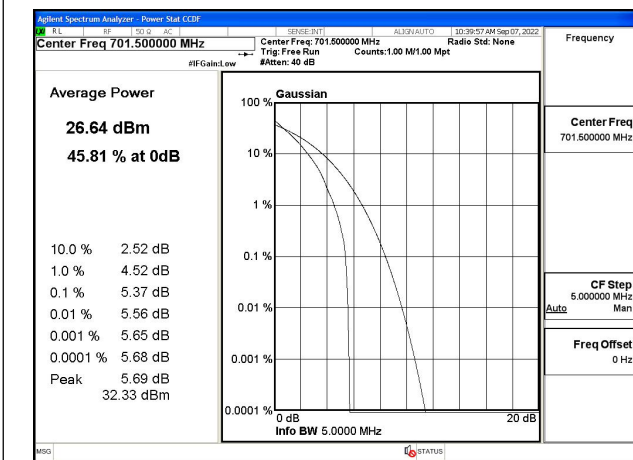 Agilent Spectrum Analyzer - Power Stat CCDF
RL RF 50 Ω AC SENSE:INT ALIGN AUTO 10:39:57 AM Sep 07, 2022
Center Freq 701.500000 MHz
Center Freq: 701.500000 MHz Radio Std: None
Trig: Free Run Counts:1.00 M/1.00 Mpt
#IFGain:Low #Atten: 40 dB
Frequency
Average Power
26.64 dBm
45.81 % at 0dB
10.0 % 2.52 dB
1.0 % 4.52 dB
0.1 % 5.37 dB
0.01 % 5.56 dB
0.001 % 5.65 dB
0.0001 % 5.68 dB
Peak 5.69 dB
32.33 dBm
Gaussian
100 %
10 %
1 %
0.1 %
0.01 %
0.001 %
0.0001 %
0 dB 20 dB
Info BW 5.0000 MHz
Center Freq
701.500000 MHz
CF Step
5.000000 MHz
Auto Man
Freq Offset
0 Hz
MSG STATUS